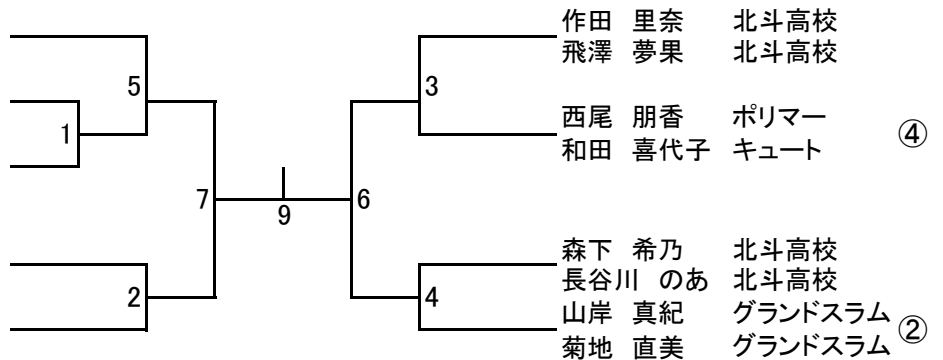 作田 里奈 北斗高校
飛澤 夢果 北斗高校
5
3
西尾 朋香 ポリマー
④
1
和田 喜代子 キュート
7
6
9
森下 希乃 北斗高校
長谷川 のあ 北斗高校
2
4
山岸 真紀 グランドスラム
②
菊地 直美 グランドスラム